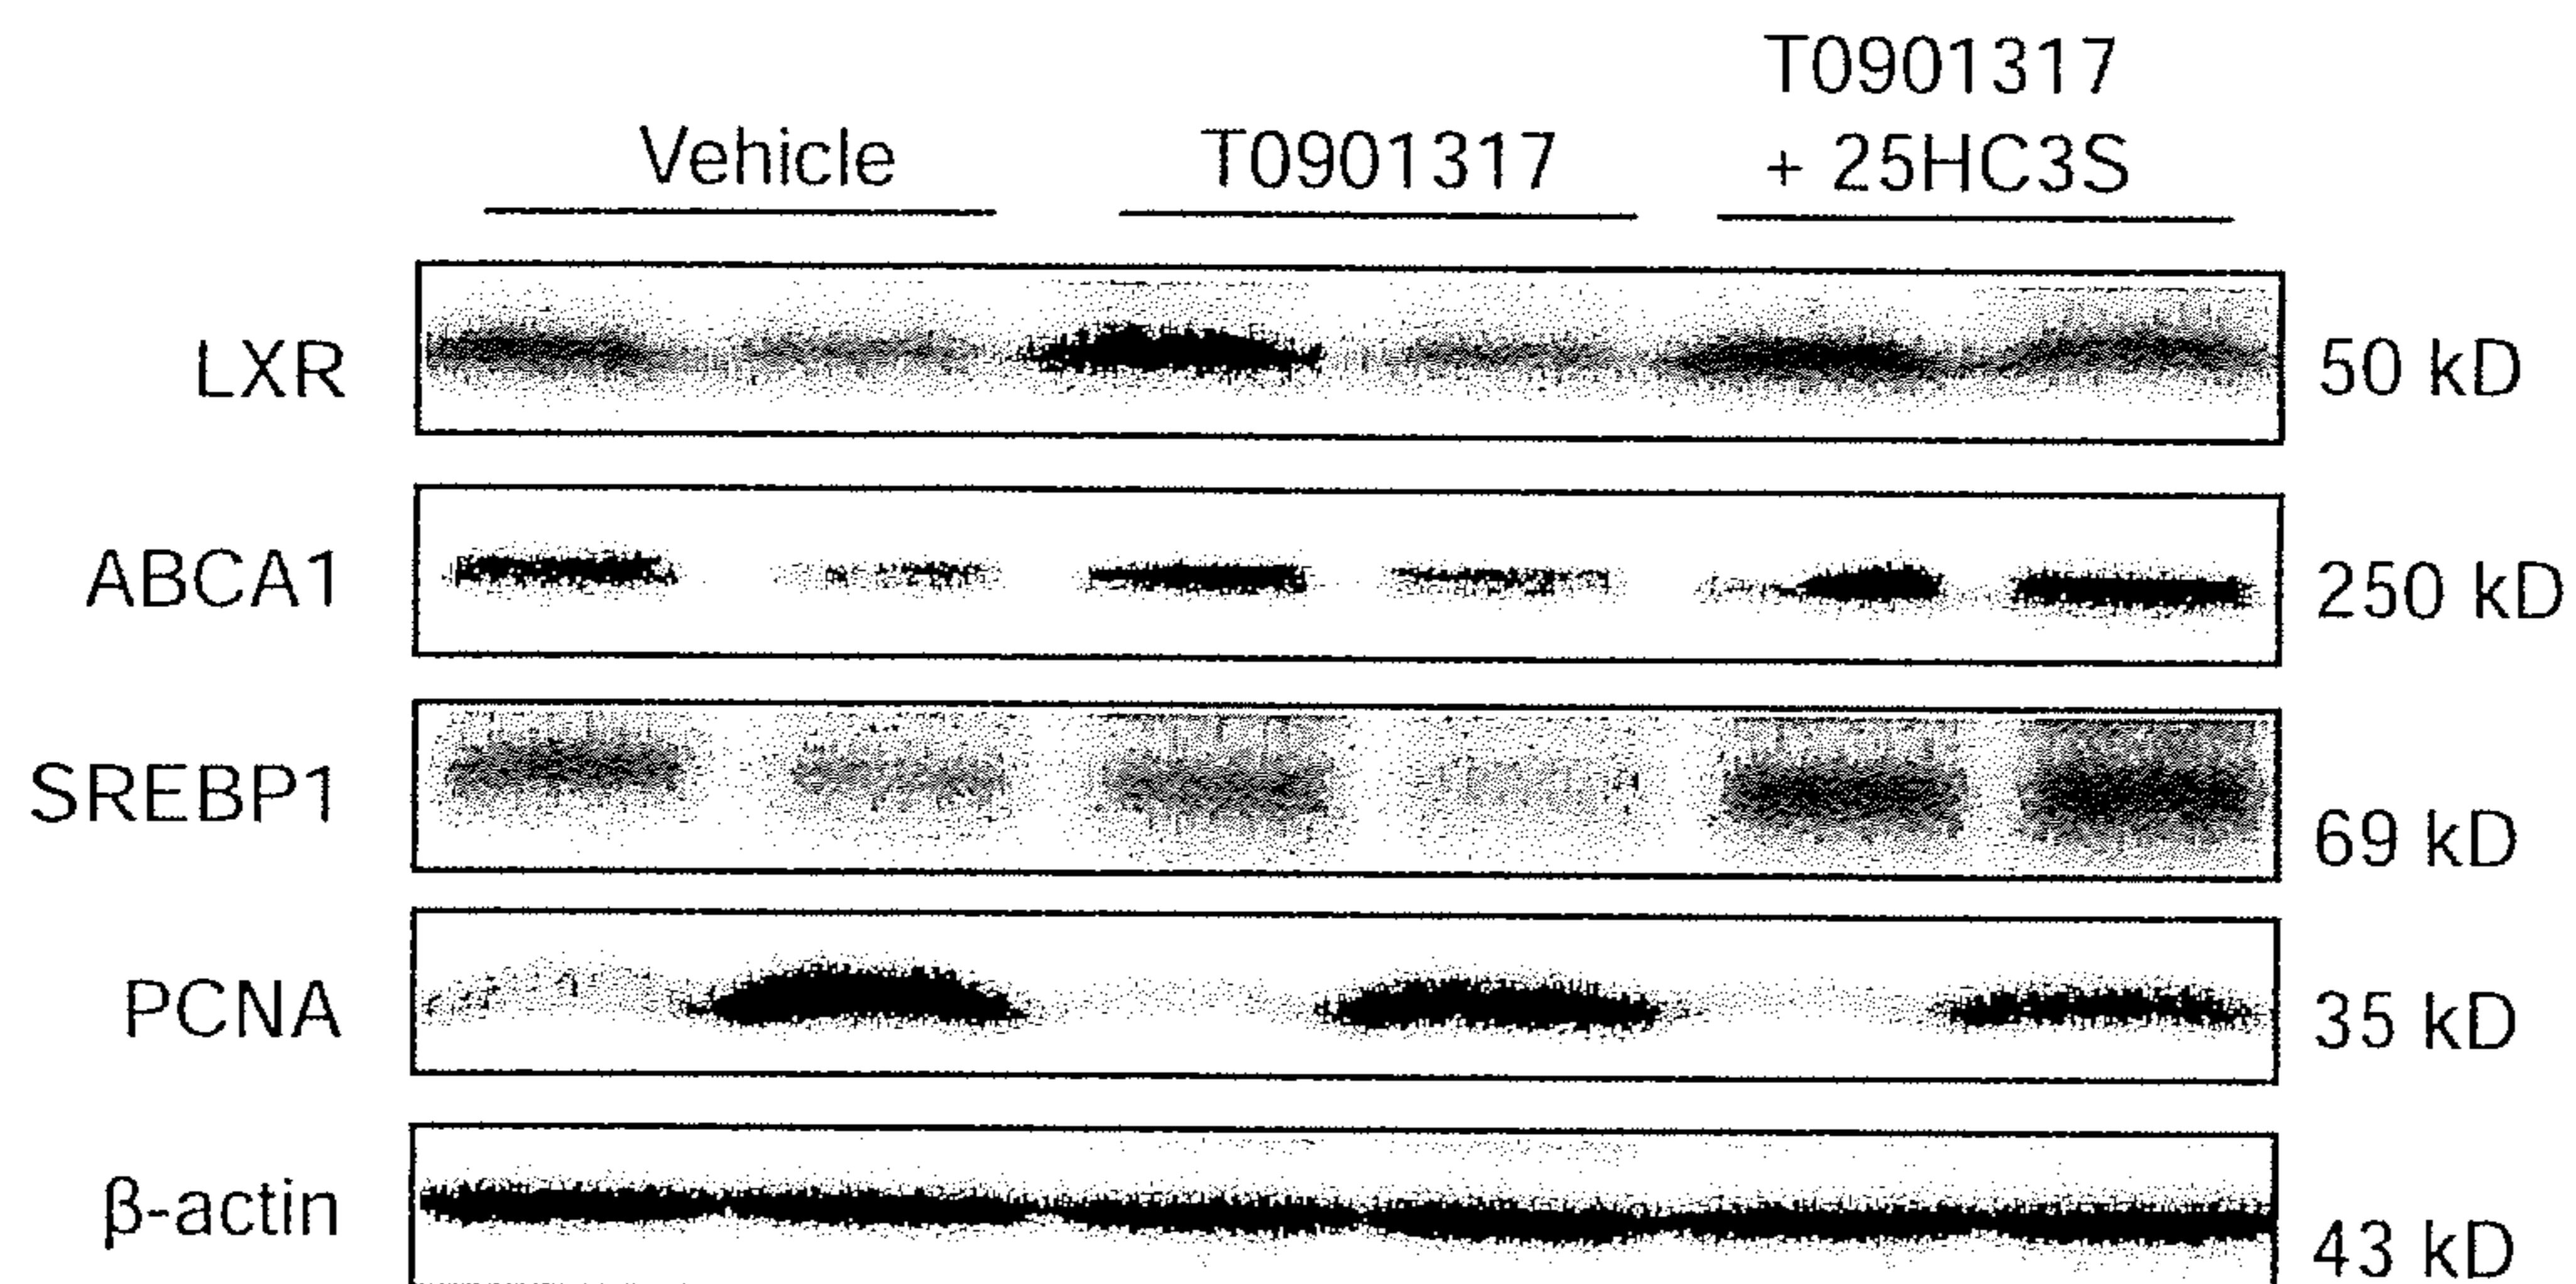 T0901317
Vehicle T0901317 + 25HC3S
LXR 50 kD
ABCA1 250 kD
SREBP1 69 kD
PCNA 35 kD
β-actin 43 kD